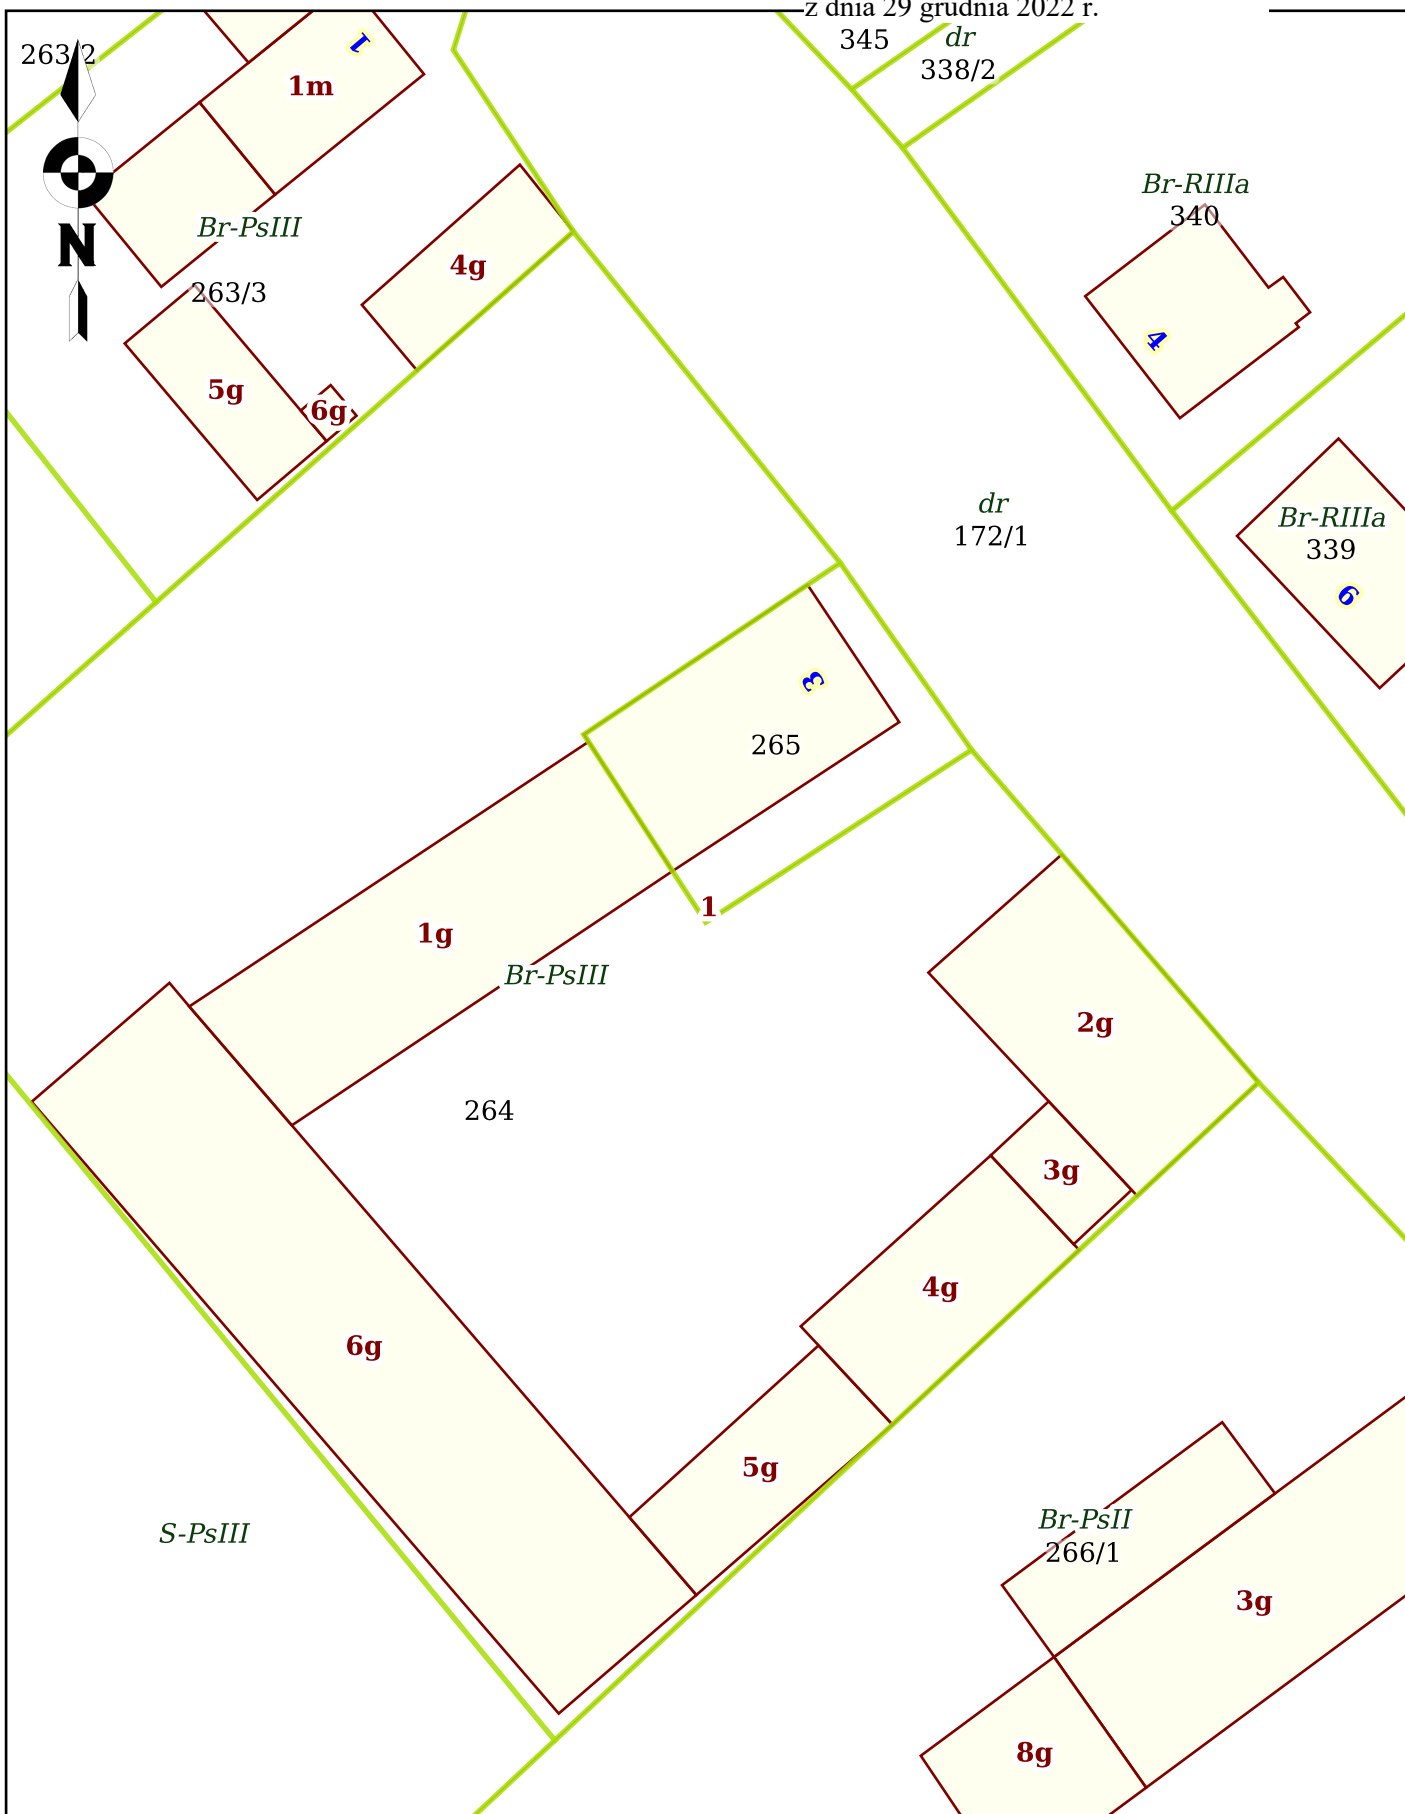 z dnia 29 grudnia 2022 r.
345
dr
338/2
263/2
1
1m
Br-RIIIa
340
Br-PsIII
4g
263/3
4
5g
6g
dr
172/1
Br-RIIIa
339
6
3
265
1
1g
Br-PsIII
2g
264
3g
4g
6g
5g
Br-PsII
266/1
S-PsIII
3g
8g
N